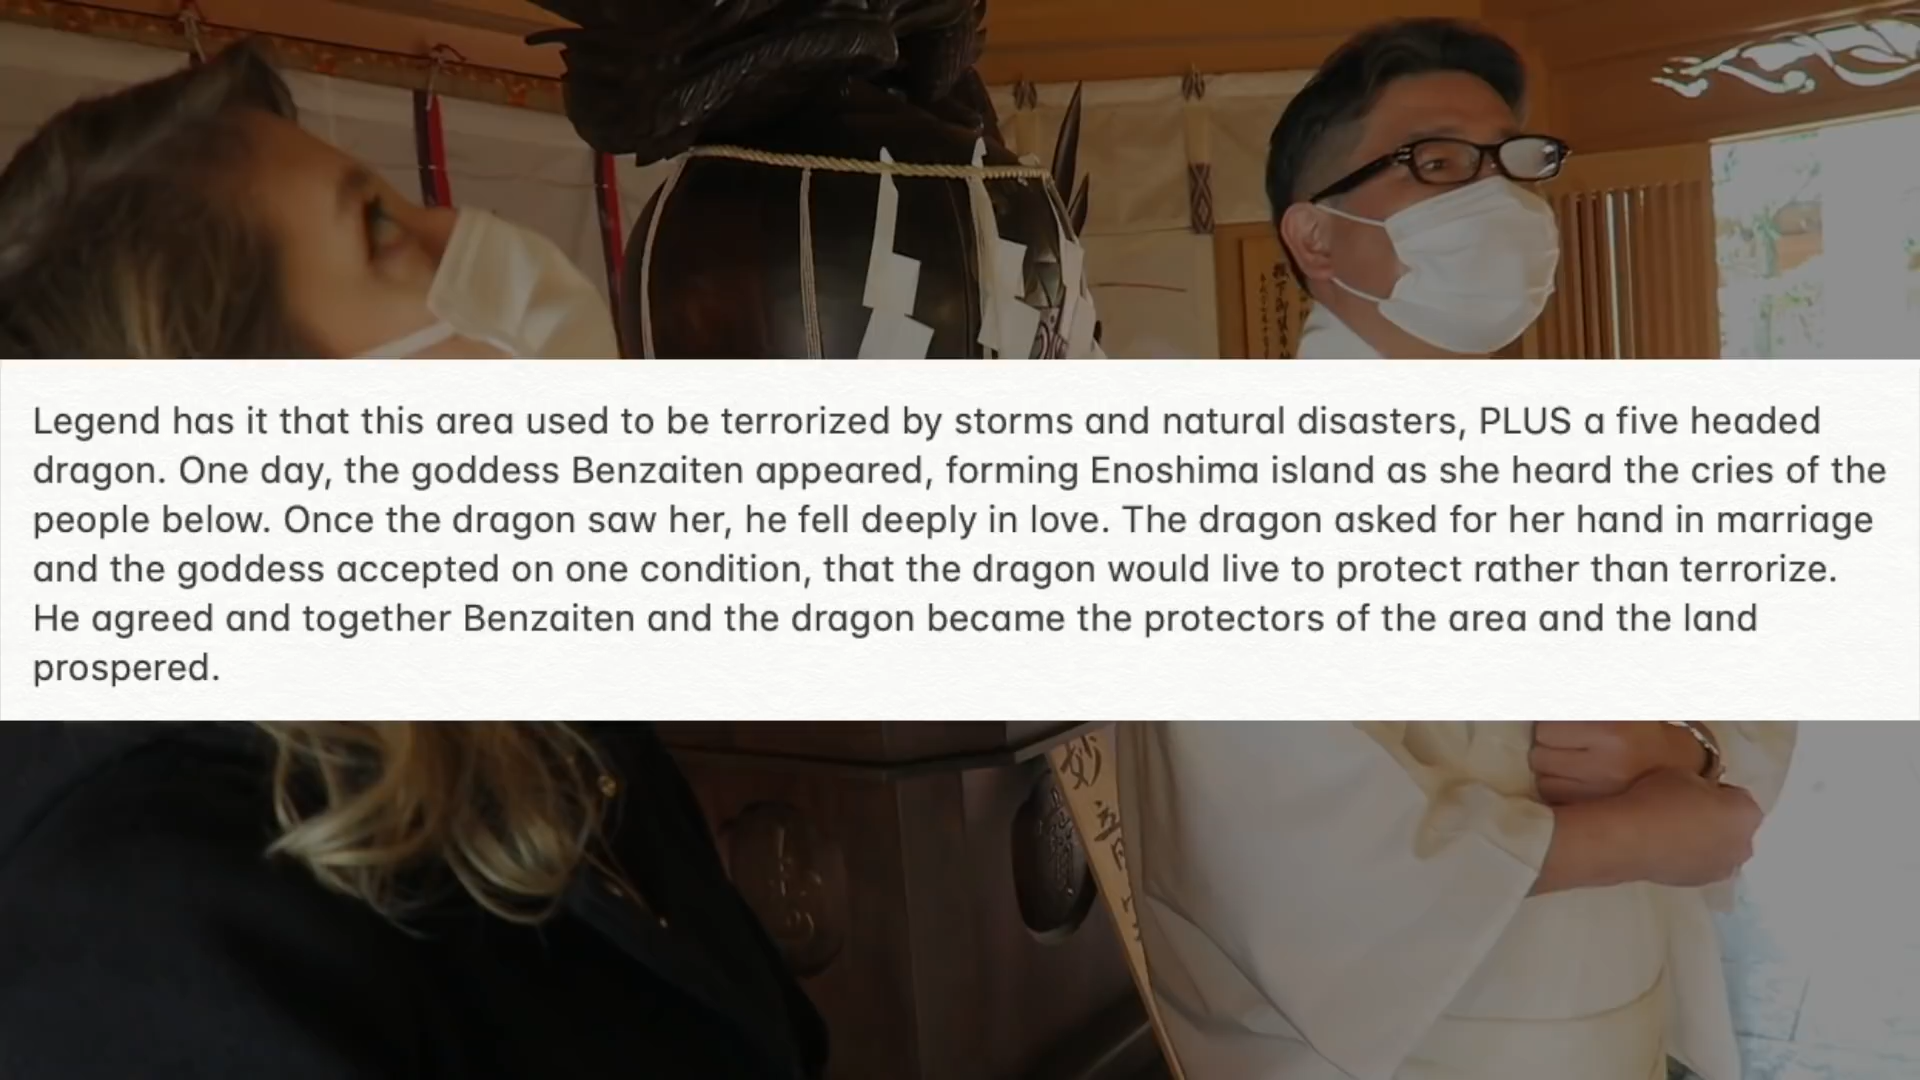 Legend has it that this area used to be terrorized by storms and natural disasters, PLUS a five headed
dragon. One day, the goddess Benzaiten appeared, forming Enoshima island as she heard the cries of the
people below. Once the dragon saw her, he fell deeply in love. The dragon asked for her hand in marriage
and the goddess accepted on one condition, that the dragon would live to protect rather than terrorize.
He agreed and together Benzaiten and the dragon became the protectors of the area and the land
prospered.
妙
音